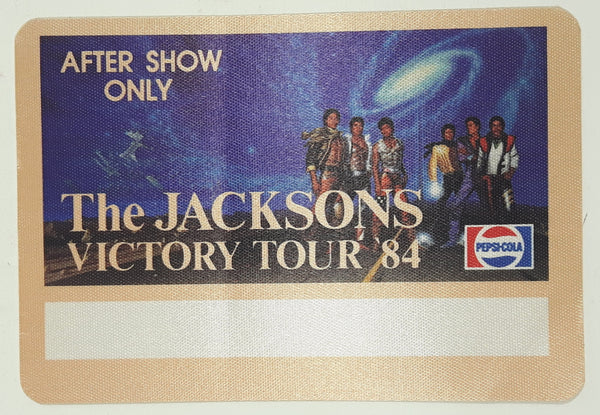 AFTER SHOW
ONLY
The JACKSONS
VICTORY TOUR '84
PEPSI-COLA